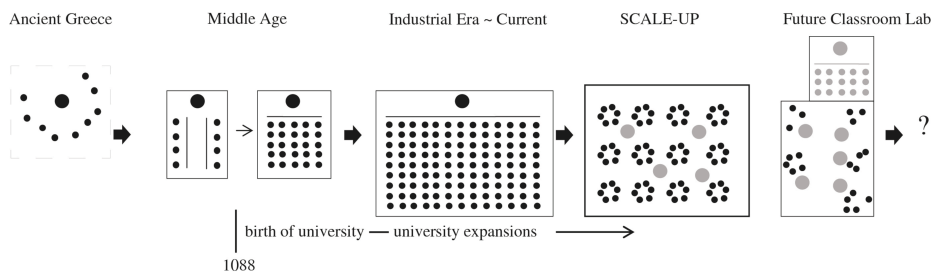 Ancient Greece
Middle Age
Industrial Era ~ Current
SCALE-UP
Future Classroom Lab
?
birth of university — university expansions
1088